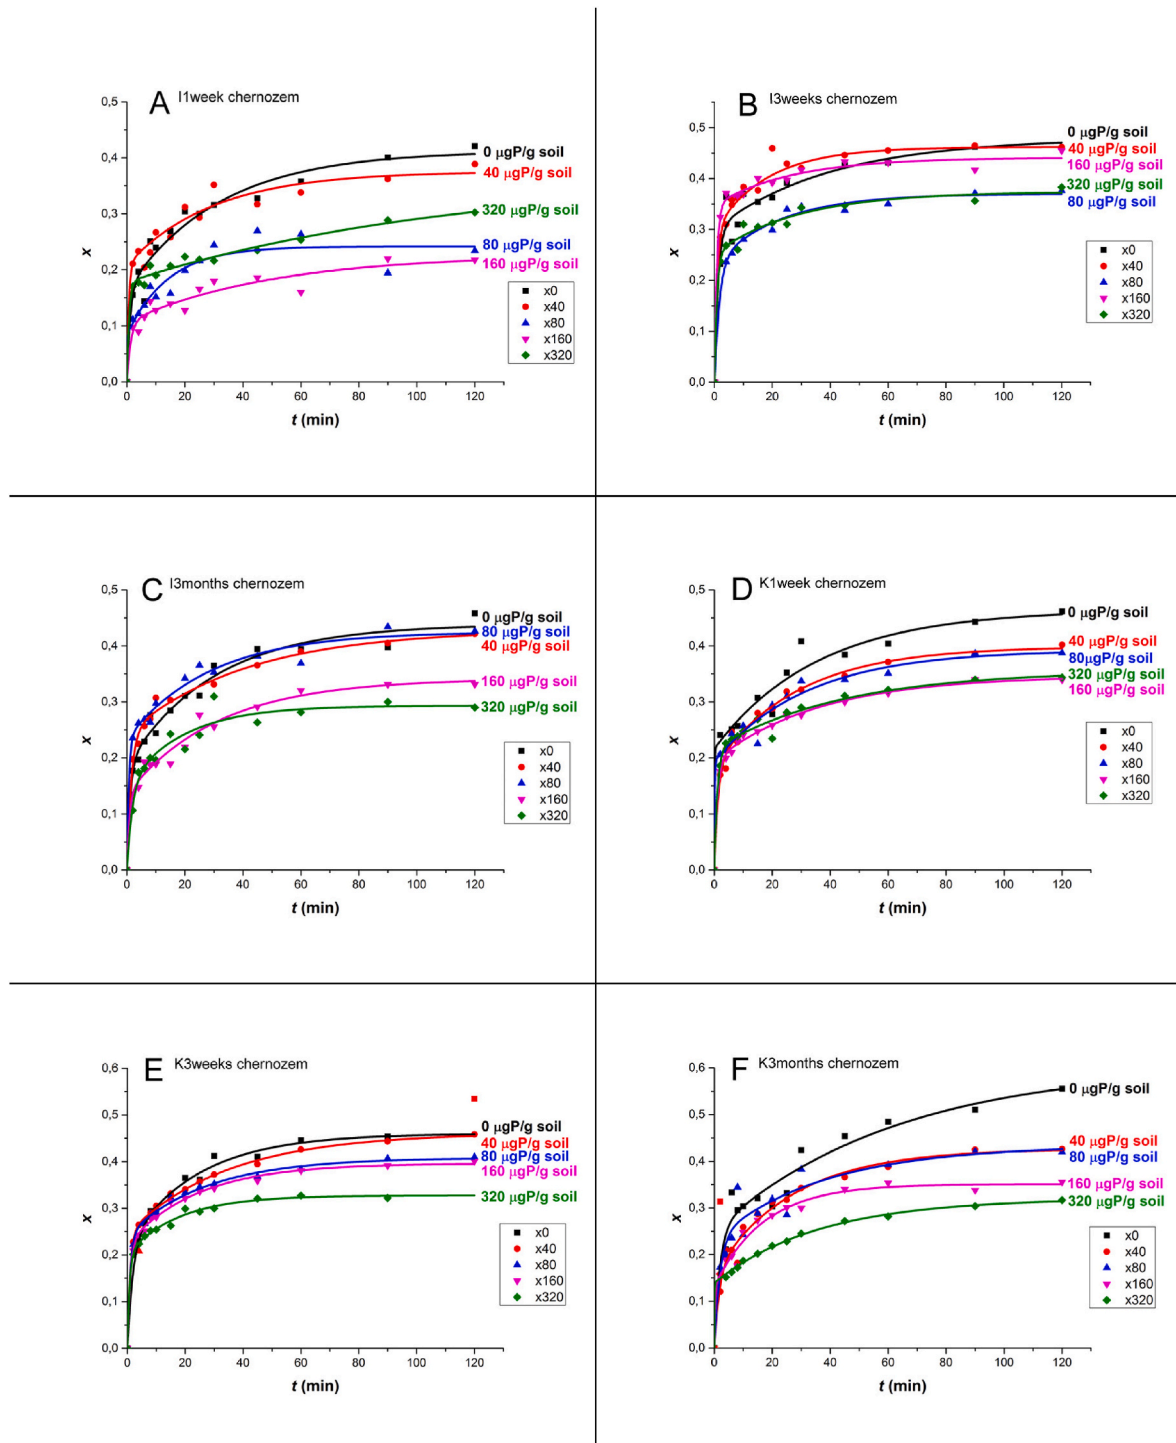 A I1week chernozem
0,5
0,4
0,3
0,2
0,1
0,0
x
0 20 40 60 80 100 120
t (min)
0 µgP/g soil
40 µgP/g soil
320 µgP/g soil
80 µgP/g soil
160 µgP/g soil
x0
x40
x80
x160
x320
B I3weeks chernozem
0,5
0,4
0,3
0,2
0,1
0,0
x
0 20 40 60 80 100 120
t (min)
0 µgP/g soil
40 µgP/g soil
160 µgP/g soil
320 µgP/g soil
80 µgP/g soil
x0
x40
x80
x160
x320
C I3months chernozem
0,5
0,4
0,3
0,2
0,1
0,0
x
0 20 40 60 80 100 120
t (min)
0 µgP/g soil
80 µgP/g soil
40 µgP/g soil
160 µgP/g soil
320 µgP/g soil
x0
x40
x80
x160
x320
D K1week chernozem
0,5
0,4
0,3
0,2
0,1
0,0
x
0 20 40 60 80 100 120
t (min)
0 µgP/g soil
40 µgP/g soil
80µgP/g soil
320 µgP/g soil
160 µgP/g soil
x0
x40
x80
x160
x320
E K3weeks chernozem
0,6
0,5
0,4
0,3
0,2
0,1
0,0
x
0 20 40 60 80 100 120
t (min)
0 µgP/g soil
40 µgP/g soil
80 µgP/g soil
160 µgP/g soil
320 µgP/g soil
x0
x40
x80
x160
x320
F K3months chernozem
0,6
0,5
0,4
0,3
0,2
0,1
0,0
x
0 20 40 60 80 100 120
t (min)
0 µgP/g soil
40 µgP/g soil
80 µgP/g soil
160 µgP/g soil
320 µgP/g soil
x0
x40
x80
x160
x320